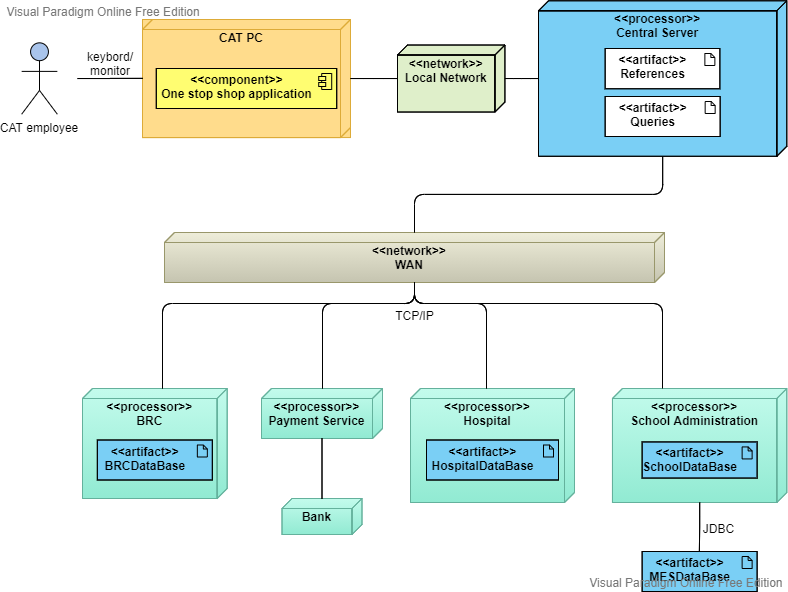 Visual Paradigm Online Free Edition
<<processor>>
Central Server
CAT PC
keybord/
monitor
<<component>>
One stop shop application
<<network>>
Local Network
<<artifact>>
References
<<artifact>>
Queries
CAT employee
<<network>>
WAN
TCP/IP
<<processor>>
BRC
<<artifact>>
BRCDataBase
<<processor>>
Payment Service
Bank
<<processor>>
Hospital
<<artifact>>
HospitalDataBase
<<processor>>
School Administration
<<artifact>>
SchoolDataBase
JDBC
<<artifact>>
MESDataBase
Visual Paradigm Online Free Edition